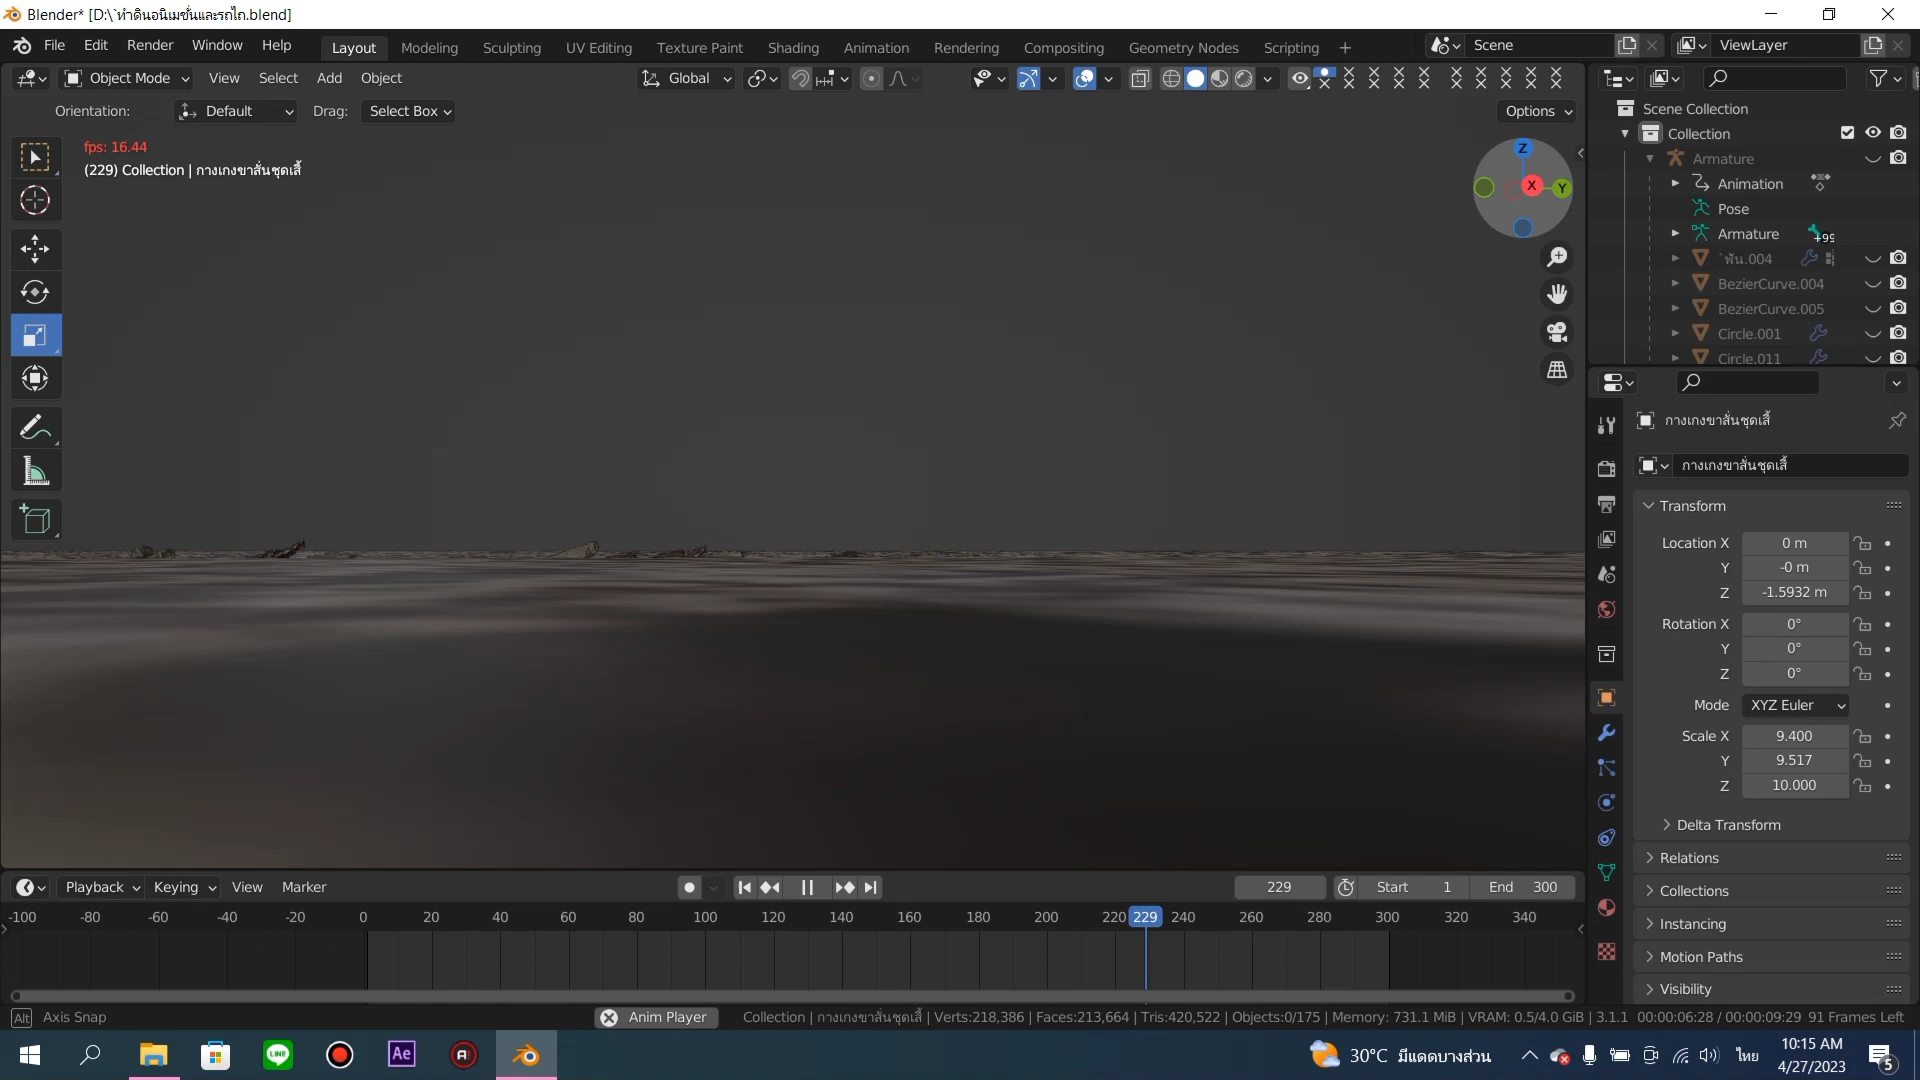 Blender* [D:\`ทำดินอนิเมชั่นและรถไถ.blend]
File Edit Render Window Help Layout Modeling Sculpting UV Editing Texture Paint Shading Animation Rendering Compositing Geometry Nodes Scripting + Scene ViewLayer
Object Mode View Select Add Object Global
Orientation: Default Drag: Select Box Options
fps: 16.44
(229) Collection | กางเกงขาสั่นชุดเสื้
Z
X
Y
Scene Collection
Collection
Armature
Animation
Pose
Armature +99
`ฟัน.004
BezierCurve.004
BezierCurve.005
Circle.001
Circle.011
กางเกงขาสั่นชุดเสื้
กางเกงขาสั่นชุดเสื้
Transform
Location X 0 m
Y -0 m
Z -1.5932 m
Rotation X 0°
Y 0°
Z 0°
Mode XYZ Euler
Scale X 9.400
Y 9.517
Z 10.000
Delta Transform
Relations
Collections
Instancing
Motion Paths
Visibility
Playback Keying View Marker 229 Start 1 End 300
-100 -80 -60 -40 -20 0 20 40 60 80 100 120 140 160 180 200 220 229 240 260 280 300 320 340
Alt Axis Snap Anim Player Collection | กางเกงขาสั่นชุดเสื้ | Verts:218,386 | Faces:213,664 | Tris:420,522 | Objects:0/175 | Memory: 731.1 MiB | VRAM: 0.5/4.0 GiB | 3.1.1 00:00:06:28 / 00:00:09:29 91 Frames Left
LINE Ae A! 30°C มีแดดบางส่วน ไทย 10:15 AM
4/27/2023 5